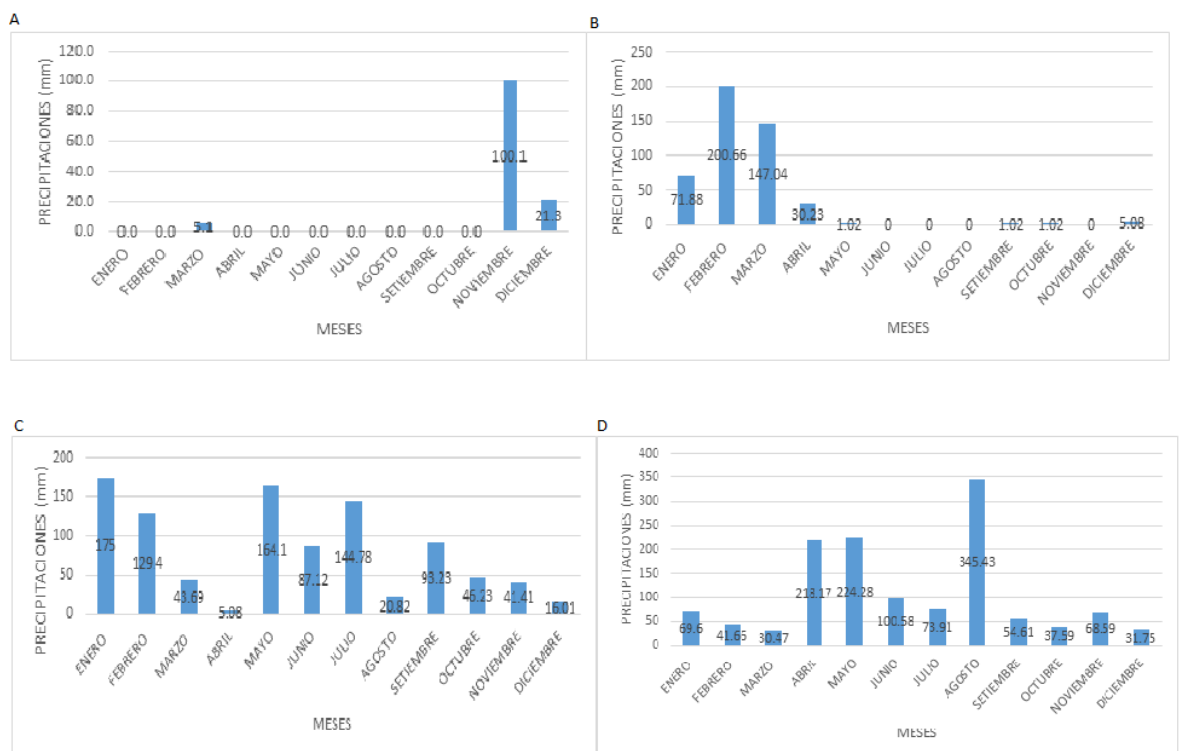 A
PRECIPITACIONES (mm)
120.0
100.0
80.0
60.0
40.0
20.0
0.0
0.0
0.0
5.1
0.0
0.0
0.0
0.0
0.0
0.0
0.0
100.1
21.3
ENERO
FEBRERO
MARZO
ABRIL
MAYO
JUNIO
JULIO
AGOSTO
SETIEMBRE
OCTUBRE
NOVIEMBRE
DICIEMBRE
MESES
B
PRECIPITACIONES (mm)
250
200
150
100
50
0
71.88
200.66
147.04
30.23
1.02
0
0
0
1.02
1.02
0
5.08
ENERO
FEBRERO
MARZO
ABRIL
MAYO
JUNIO
JULIO
AGOSTO
SETIEMBRE
OCTUBRE
NOVIEMBRE
DICIEMBRE
MESES
C
PRECIPITACIONES (mm)
200
150
100
50
0
175
129.4
43.69
5.08
164.1
87.12
144.78
20.82
93.23
46.23
41.41
16.01
ENERO
FEBRERO
MARZO
ABRIL
MAYO
JUNIO
JULIO
AGOSTO
SETIEMBRE
OCTUBRE
NOVIEMBRE
DICIEMBRE
MESES
D
PRECIPITACIONES (mm)
400
350
300
250
200
150
100
50
0
69.6
41.65
30.47
218.17
224.28
100.58
73.91
345.43
54.61
37.59
68.59
31.75
ENERO
FEBRERO
MARZO
ABRIL
MAYO
JUNIO
JULIO
AGOSTO
SETIEMBRE
OCTUBRE
NOVIEMBRE
DICIEMBRE
MESES